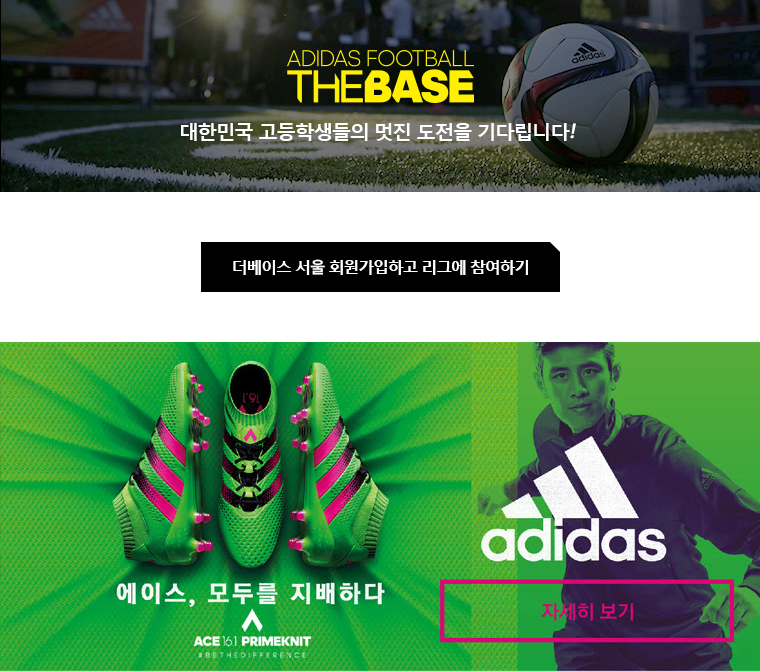 adidas
ADIDAS FOOTBALL
THEBASE
대한민국 고등학생들의 멋진 도전을 기다립니다!
더베이스 서울 회원가입하고 리그에 참여하기
adidas
에이스, 모두를 지배하다
자세히 보기
ACE 16.1 PRIMEKNIT
#BETHEDIFFERENCE